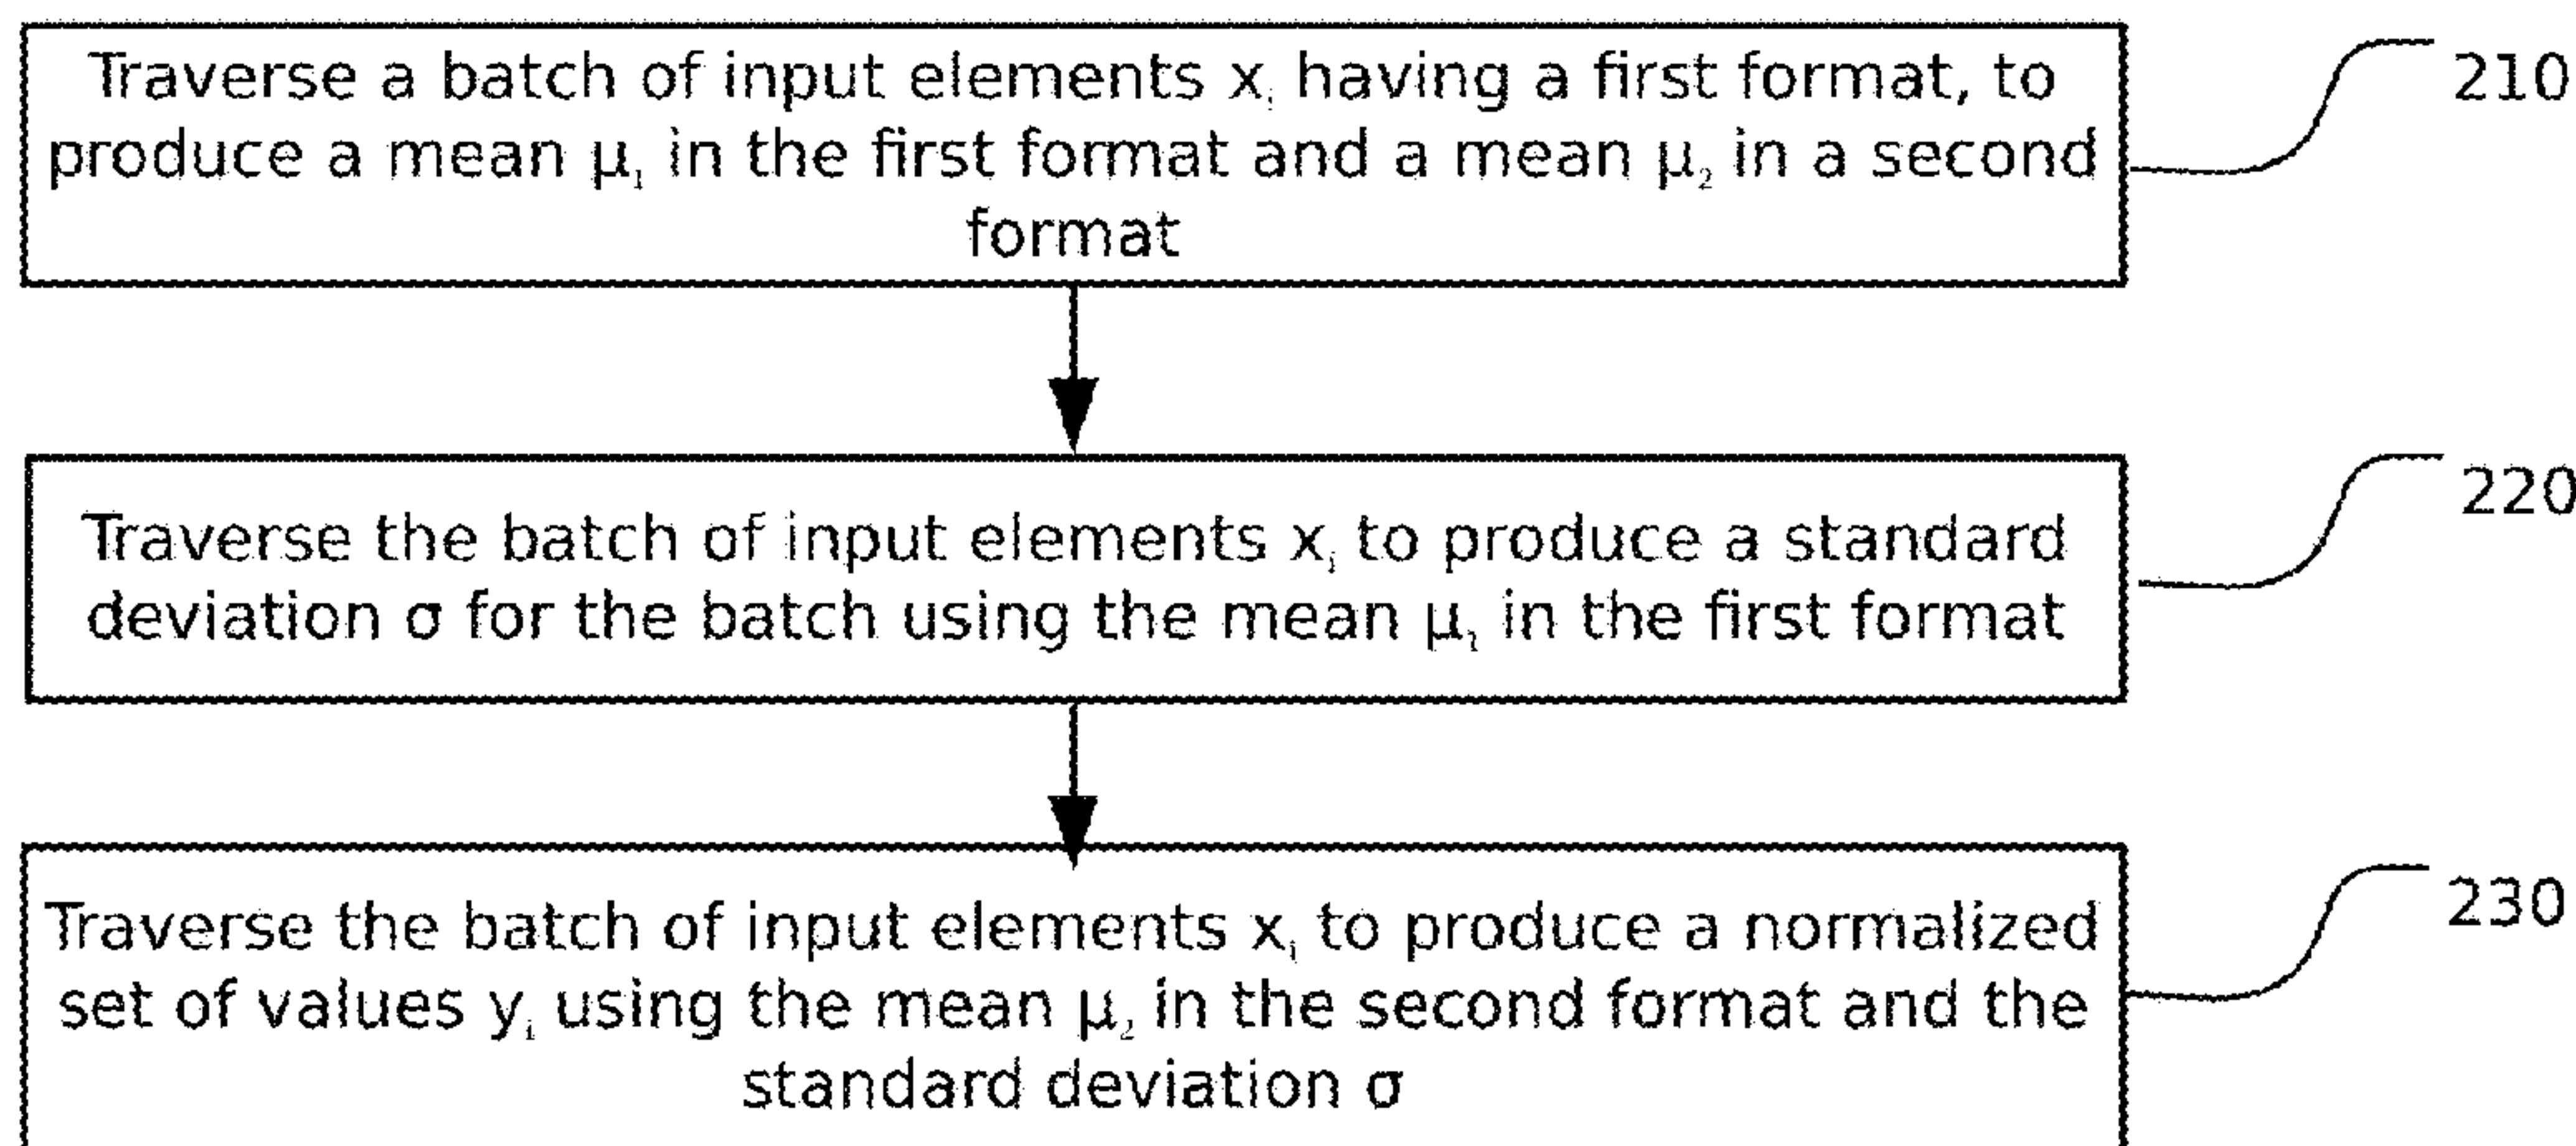 Traverse a batch of input elements xᵢ having a first format, to
produce a mean μ₁ in the first format and a mean μ₂ in a second
format
210
Traverse the batch of input elements xᵢ to produce a standard
deviation σ for the batch using the mean μ₁ in the first format
220
Traverse the batch of input elements xᵢ to produce a normalized
set of values yᵢ using the mean μ₂ in the second format and the
standard deviation σ
230